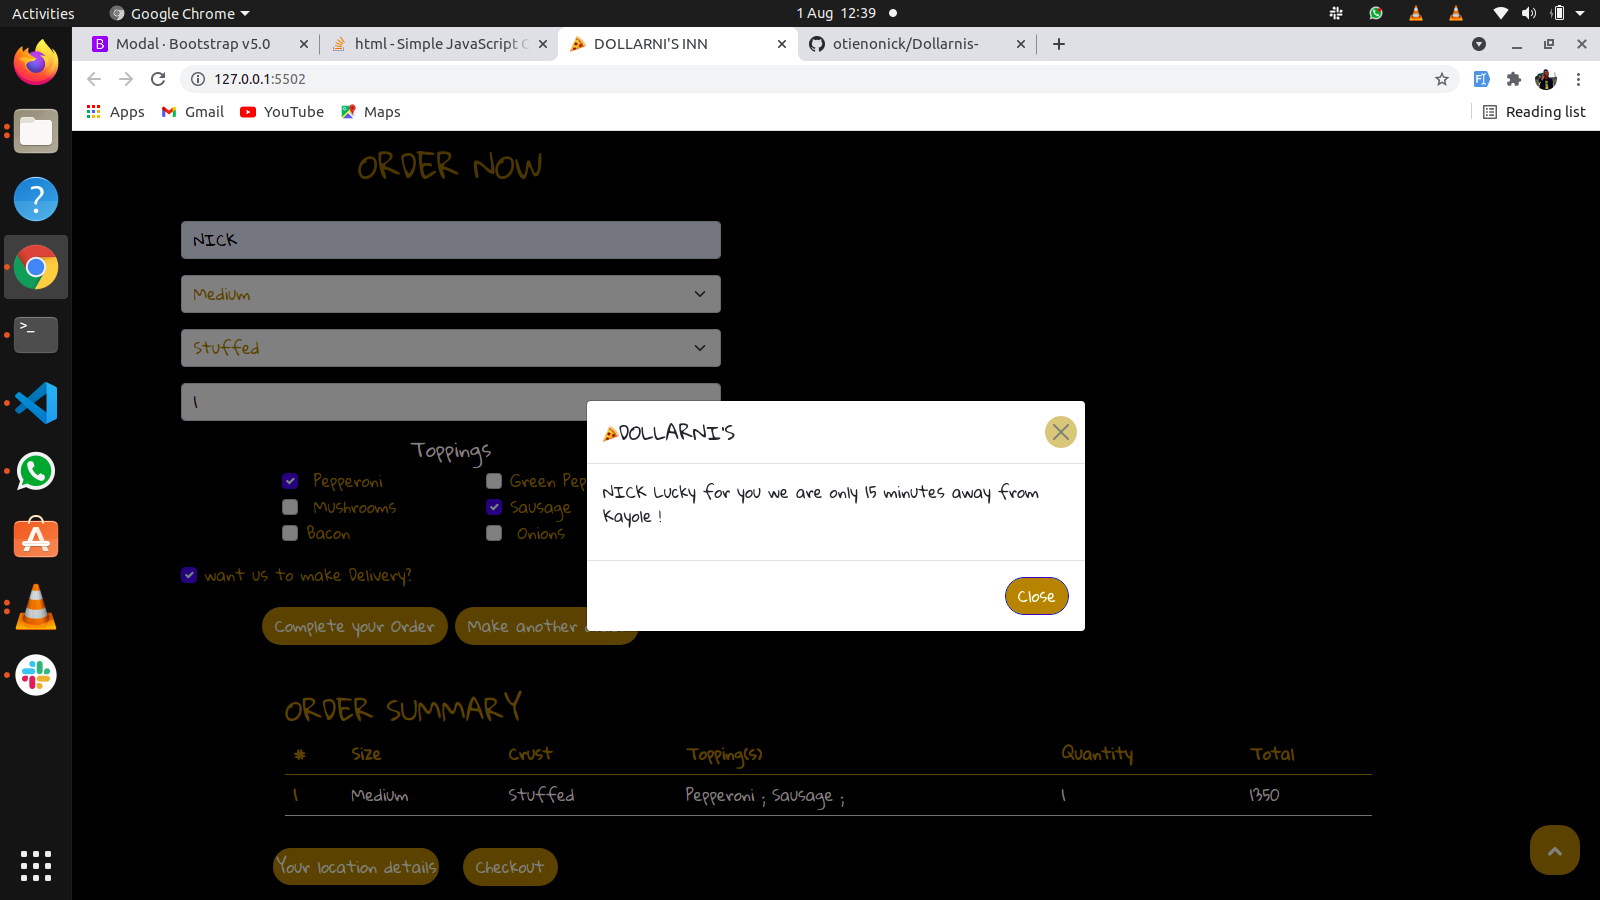 Activities
Google Chrome
1 Aug 12:39
Modal · Bootstrap v5.0
html - Simple JavaScript C
DOLLARNI'S INN
otienonick/Dollarnis-
127.0.0.1:5502
Apps
Gmail
YouTube
Maps
Reading list
ORDER NOW
NICK
Medium
Stuffed
1
Toppings
Pepperoni
Green Pep
Mushrooms
Sausage
Bacon
Onions
want us to make Delivery?
Complete your Order
Make another
DOLLARNI'S
NICK Lucky for you we are only 15 minutes away from
Kayole !
Close
ORDER SUMMARY
# Size Crust Topping(s) Quantity Total
1 Medium Stuffed Pepperoni ; Sausage ; 1 1350
Your location details
Checkout